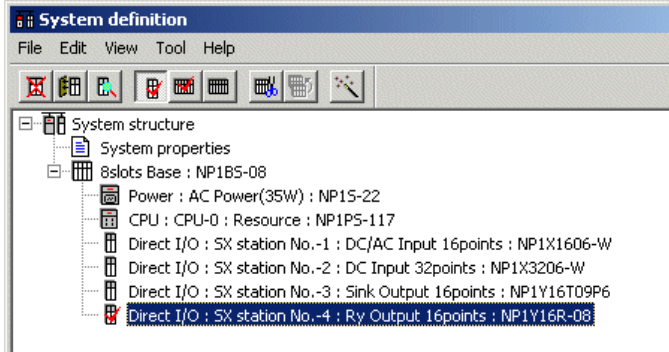 System definition
File Edit View Tool Help
System structure
System properties
8slots Base : NP1BS-08
Power : AC Power(35W) : NP1S-22
CPU : CPU-0 : Resource : NP1PS-117
Direct I/O : SX station No.-1 : DC/AC Input 16points : NP1X1606-W
Direct I/O : SX station No.-2 : DC Input 32points : NP1X3206-W
Direct I/O : SX station No.-3 : Sink Output 16points : NP1Y16T09P6
Direct I/O : SX station No.-4 : Ry Output 16points : NP1Y16R-08